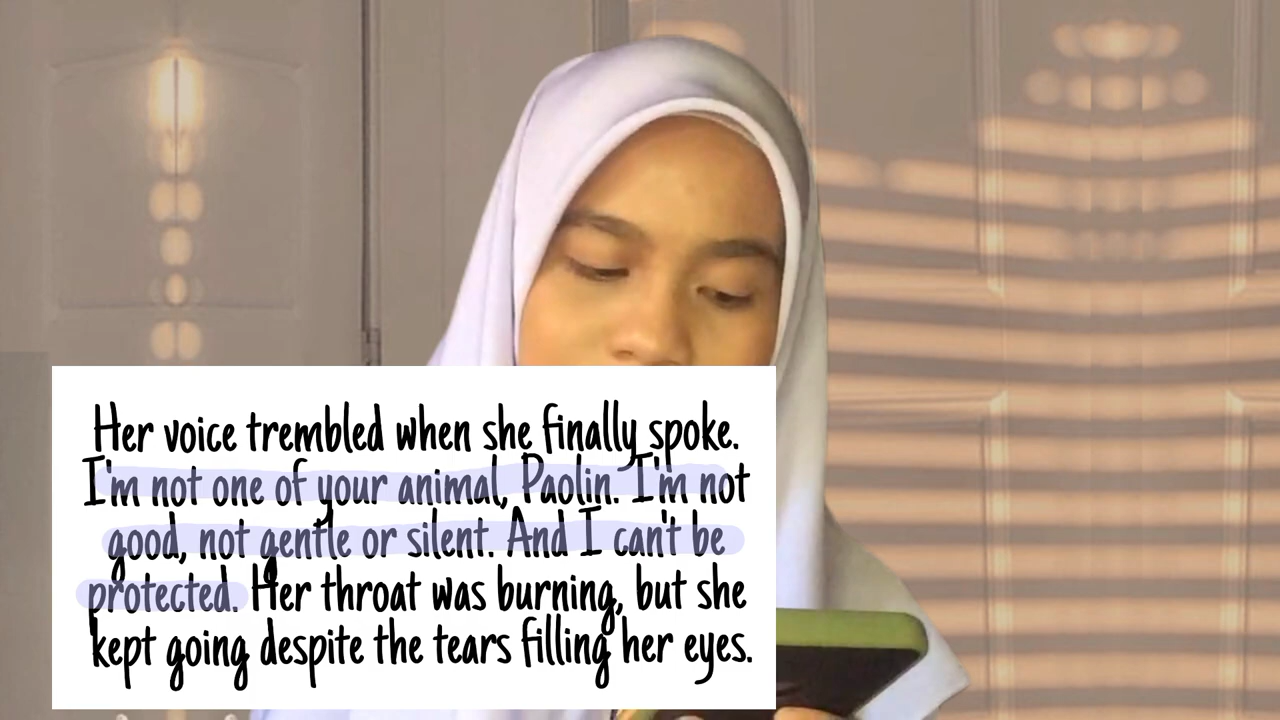 Her voice trembled when she finally spoke.
I'm not one of your animal, Paolin. I'm not
good, not gentle or silent. And I can't be
protected. Her throat was burning, but she
kept going despite the tears filling her eyes.